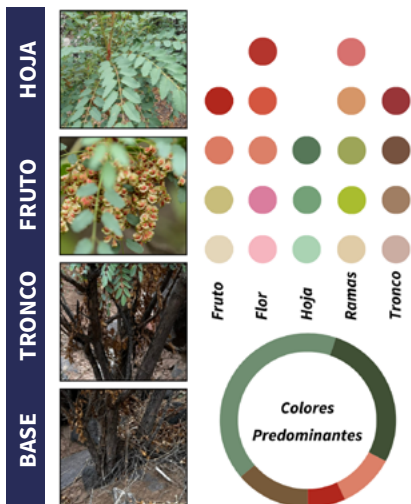 HOJA
FRUTO
TRONCO
BASE
Fruto
Flor
Hoja
Ramas
Tronco
Colores
Predominantes